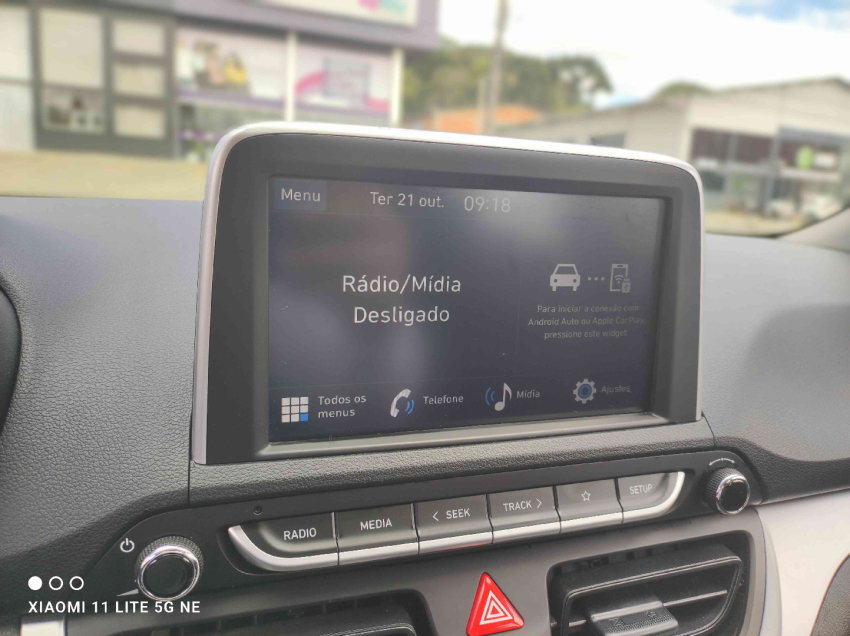 Menu
Ter 21 out. 09:18
Rádio/Mídia
Desligado
Para iniciar a conexão com
Android Auto ou Apple CarPlay,
pressione este widget.
Todos os
menus
Telefone
Mídia
Ajustes
RADIO
MEDIA
< SEEK
TRACK >
SETUP
XIAOMI 11 LITE 5G NE